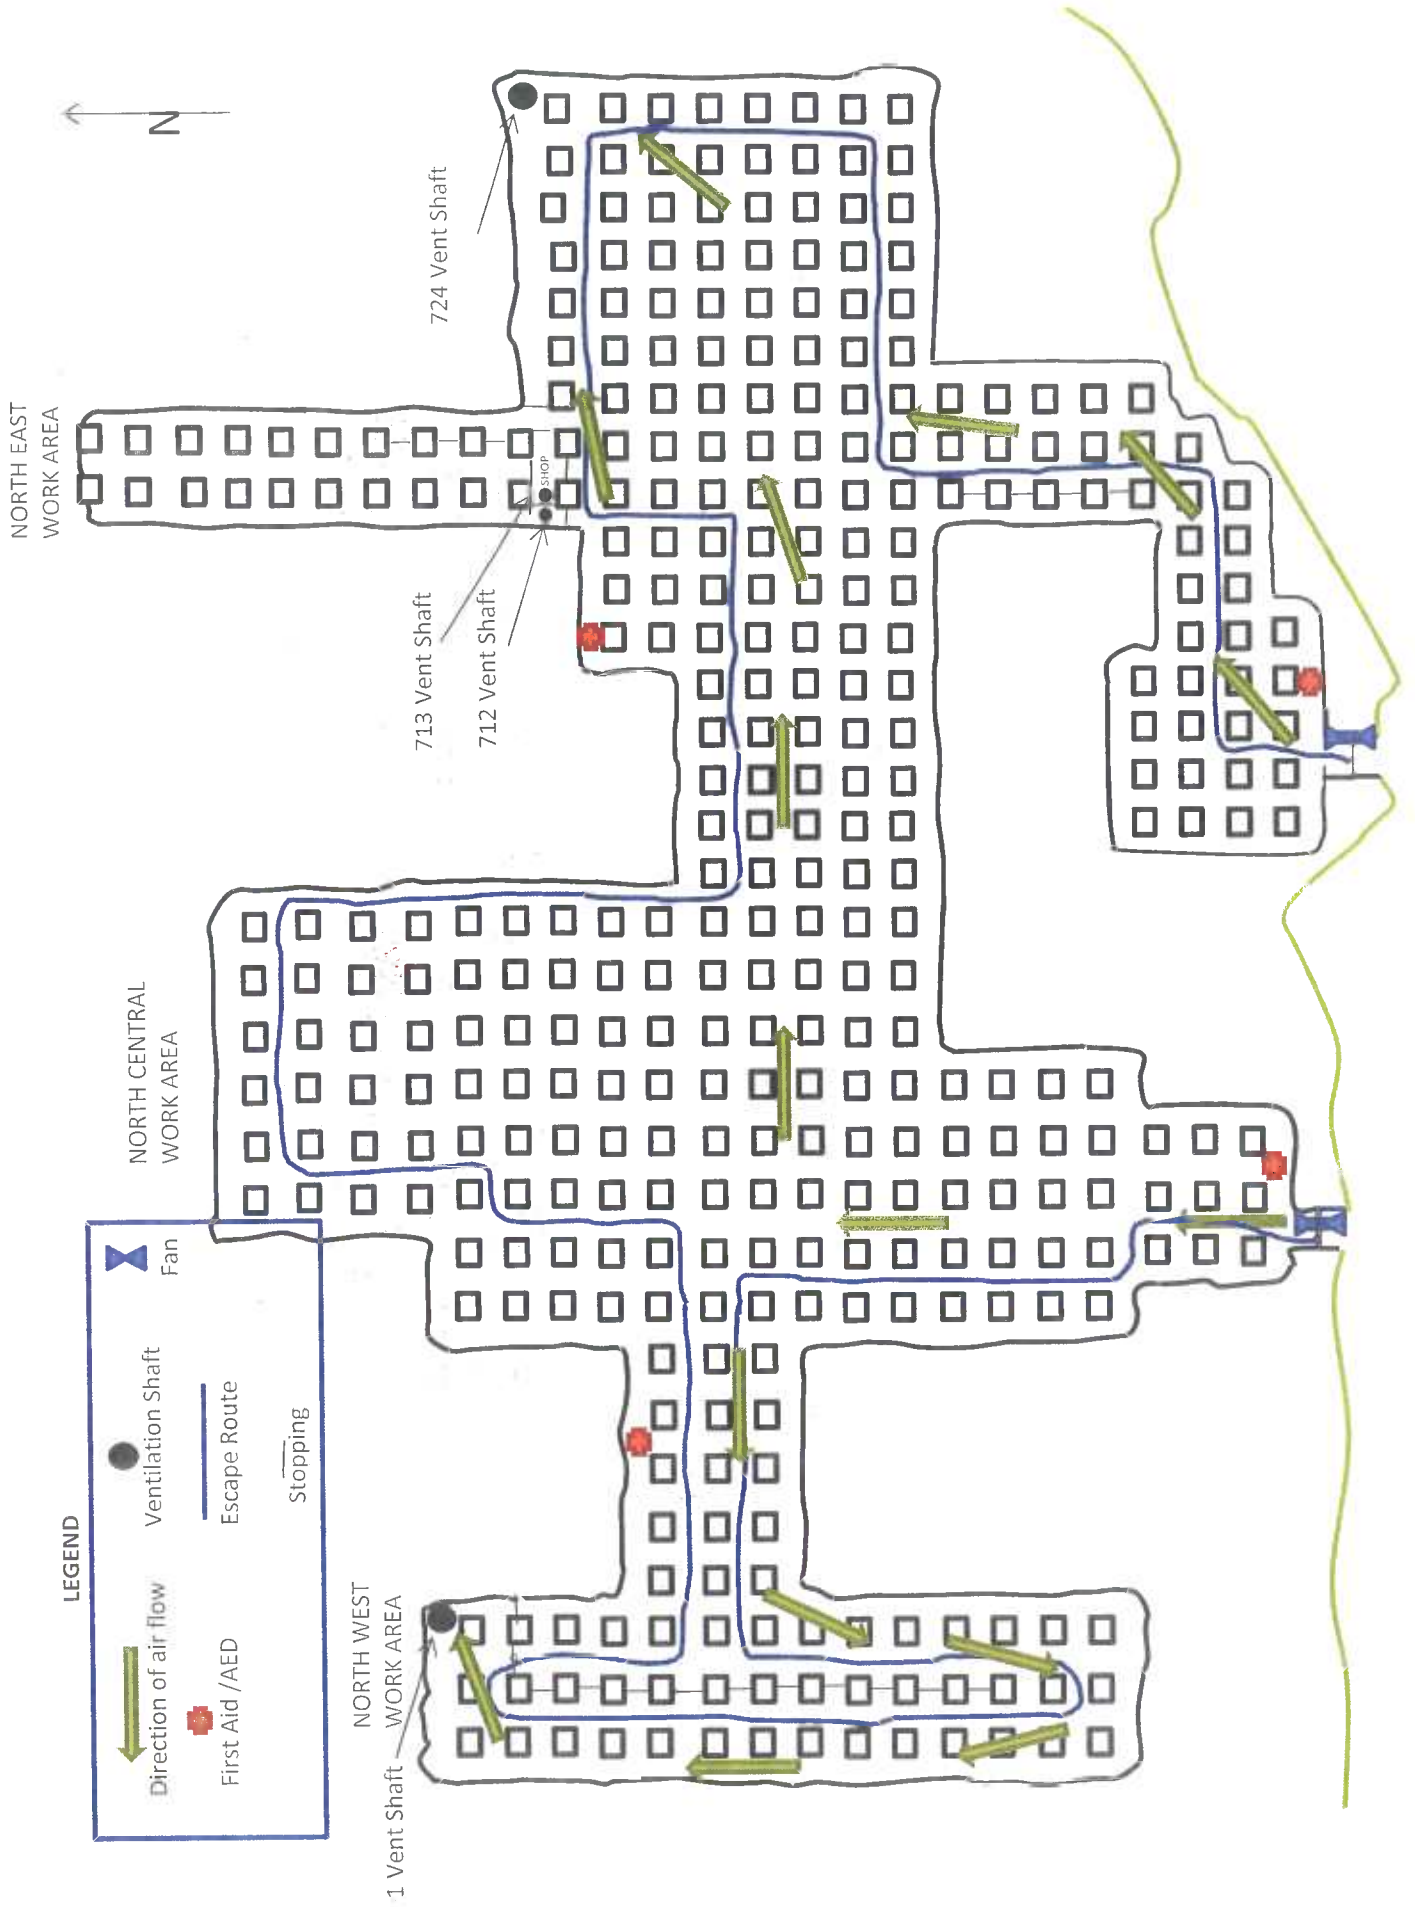 LEGEND
Direction of air flow
Ventilation Shaft
Fan
First Aid /AED
Escape Route
Stopping
1 Vent Shaft
NORTH WEST
WORK AREA
NORTH CENTRAL
WORK AREA
NORTH EAST
WORK AREA
713 Vent Shaft
712 Vent Shaft
SHOP
724 Vent Shaft
N